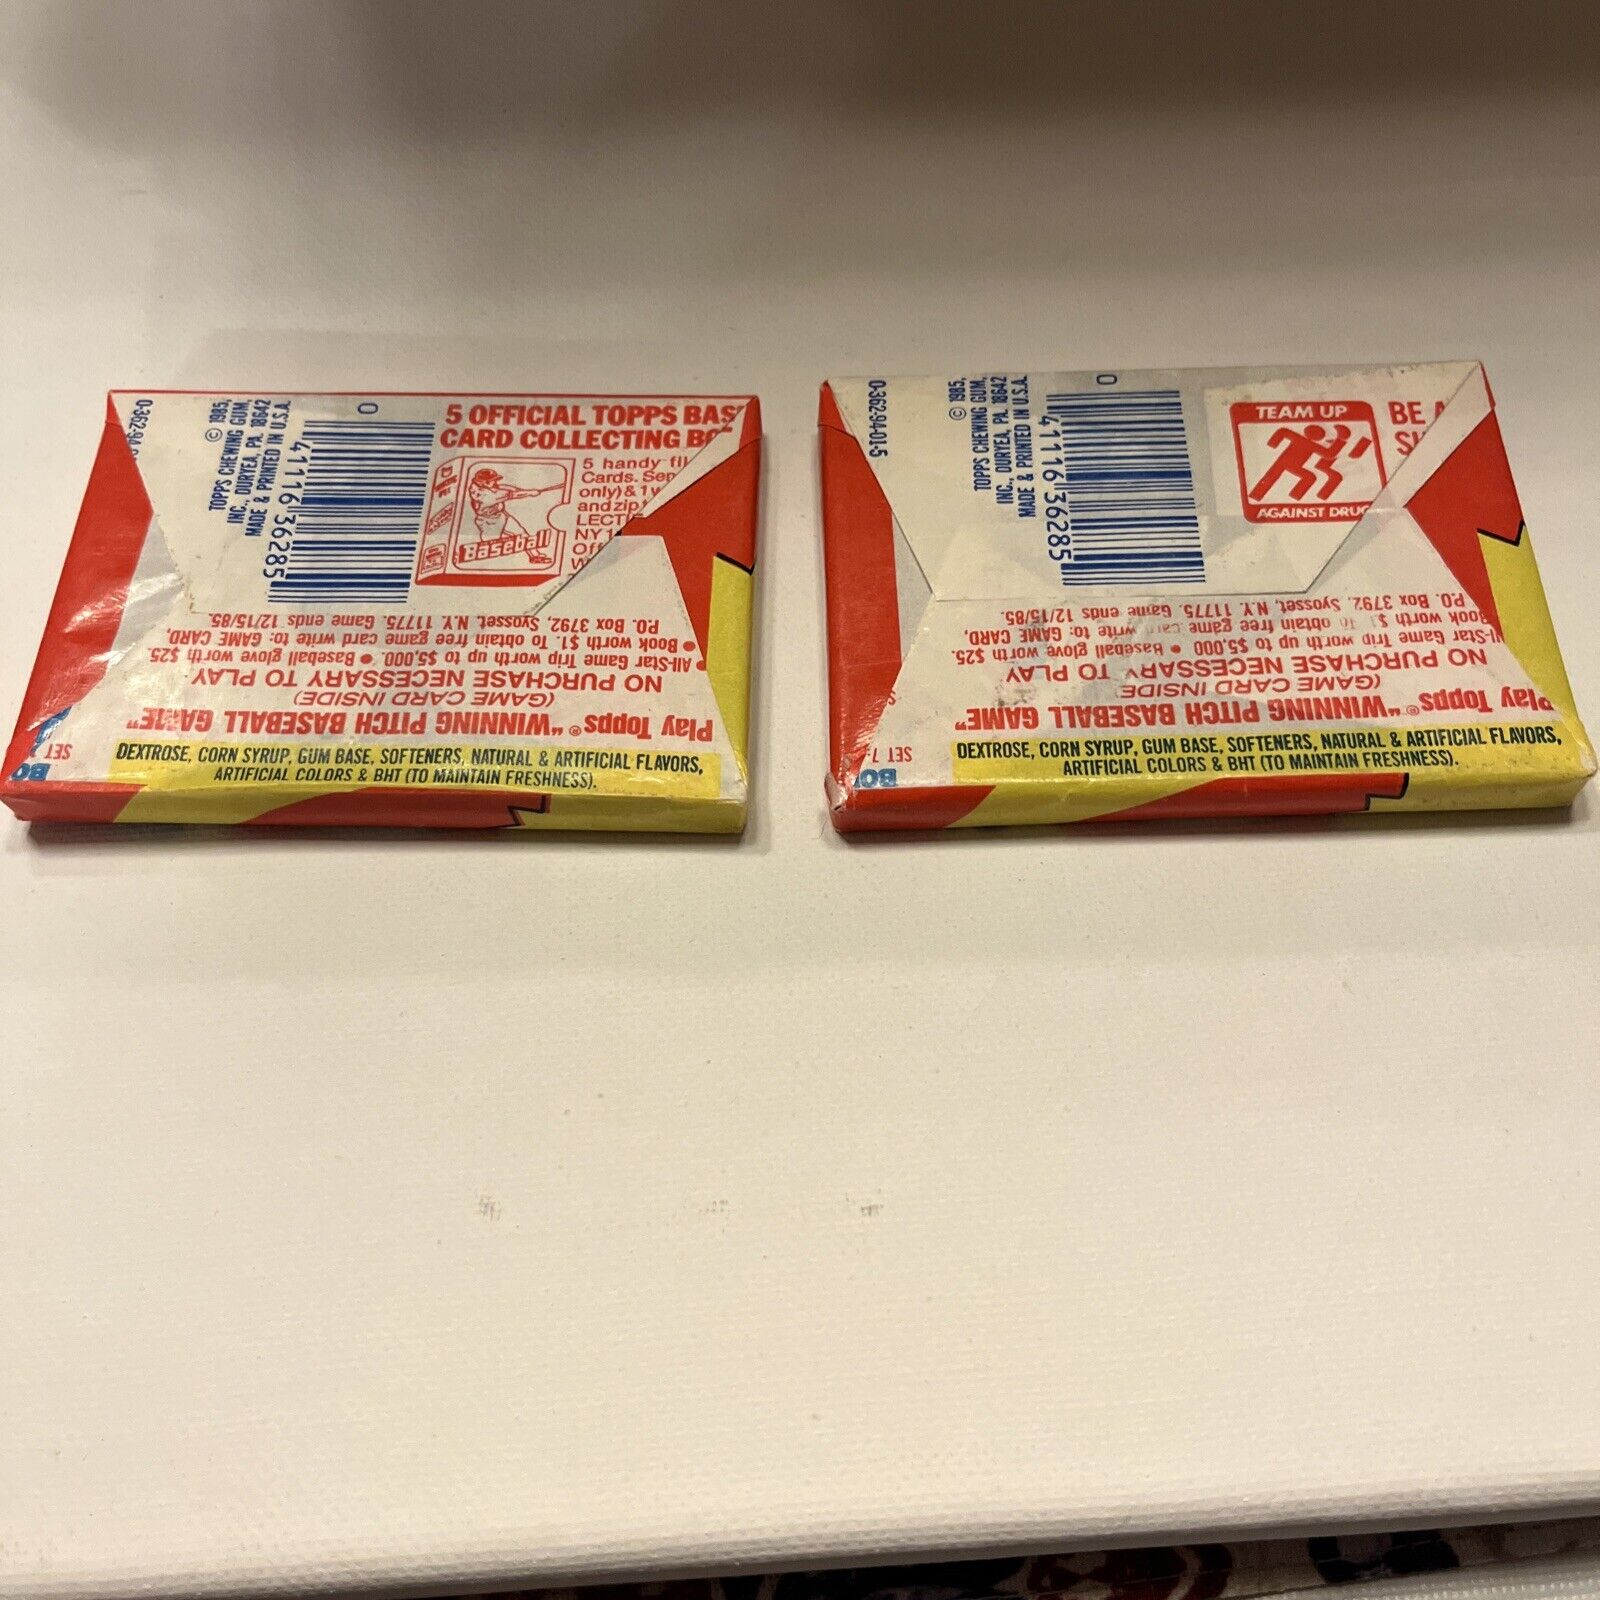 0-362-94-
© 1985,
TOPPS CHEWING GUM,
INC., DURYEA, PA. 18642
MADE & PRINTED IN U.S.A.
0
41116 36285
5 OFFICIAL TOPPS BAS
CARD COLLECTING BO
5 handy fil
Cards. Sen
only) & 1
and zip
LECTI
NY 1
Off
Baseball
Play Topps® "WINNING PITCH BASEBALL GAME"
(GAME CARD INSIDE)
NO PURCHASE NECESSARY TO PLAY
• All-Star Game Trip worth up to $5,000. • Baseball glove worth $25.
• Book worth $1. To obtain free game card write to: GAME CARD,
P.O. Box 3792, Syosset, N.Y. 11775. Game ends 12/15/85.
SET
BO
DEXTROSE, CORN SYRUP, GUM BASE, SOFTENERS, NATURAL & ARTIFICIAL FLAVORS,
ARTIFICIAL COLORS & BHT (TO MAINTAIN FRESHNESS).
0-362-94-01-5
© 1985,
TOPPS CHEWING GUM,
INC., DURYEA, PA. 18642
MADE & PRINTED IN U.S.A.
0
41116 36285
TEAM UP
AGAINST DRUG
BE A
Play Topps® "WINNING PITCH BASEBALL GAME"
(GAME CARD INSIDE)
NO PURCHASE NECESSARY TO PLAY
ll-Star Game Trip worth up to $5,000 • Baseball glove worth $25.
Book worth $1. To obtain free game card write to: GAME CARD,
P.O. Box 3792, Syosset, N.Y. 11775. Game ends 12/15/85.
SET 7
BO
DEXTROSE, CORN SYRUP, GUM BASE, SOFTENERS, NATURAL & ARTIFICIAL FLAVORS,
ARTIFICIAL COLORS & BHT (TO MAINTAIN FRESHNESS).